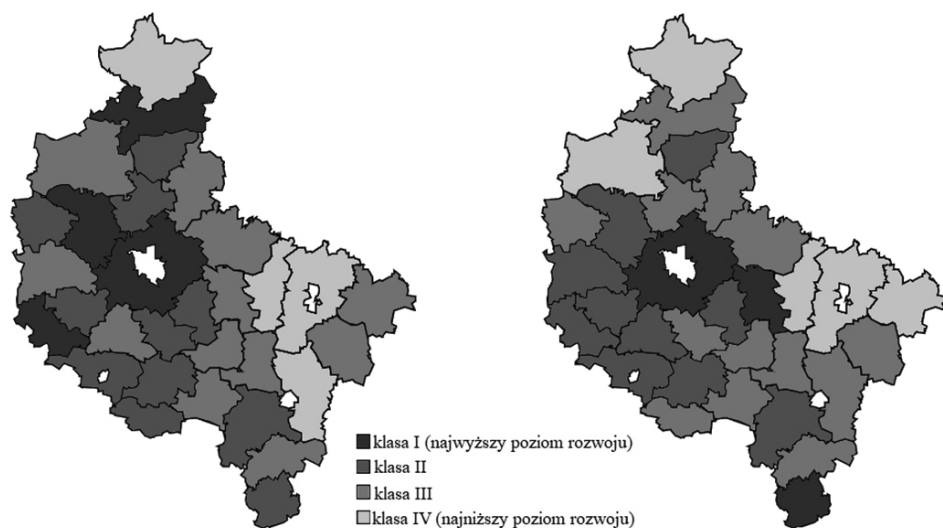 klasa I (najwyższy poziom rozwoju)
klasa II
klasa III
klasa IV (najniższy poziom rozwoju)